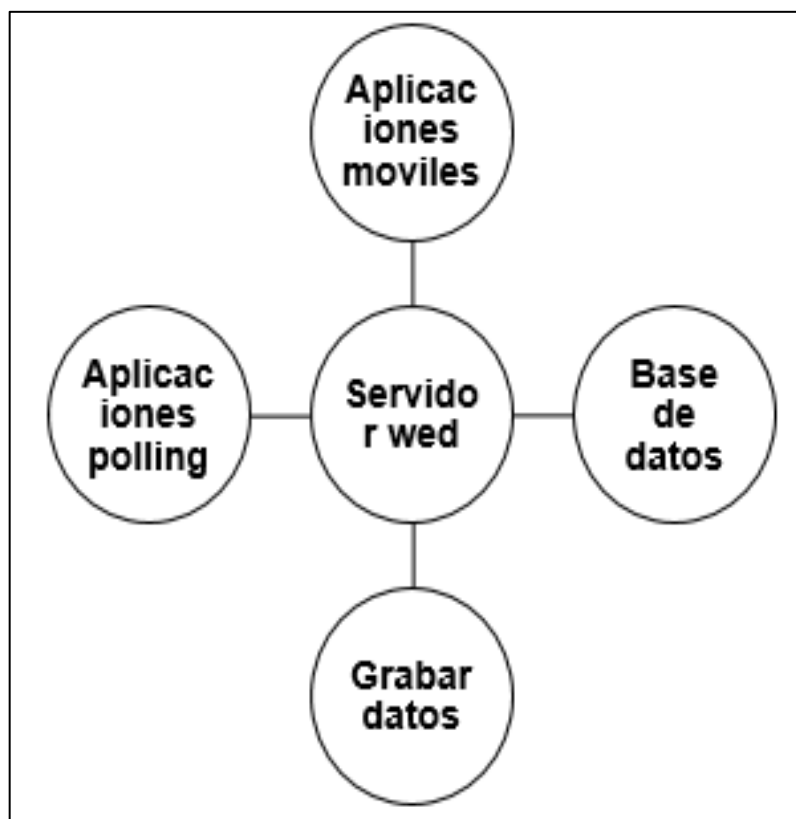 Aplicac
iones
moviles
Aplicac
iones
polling
Servido
r wed
Base
de
datos
Grabar
datos